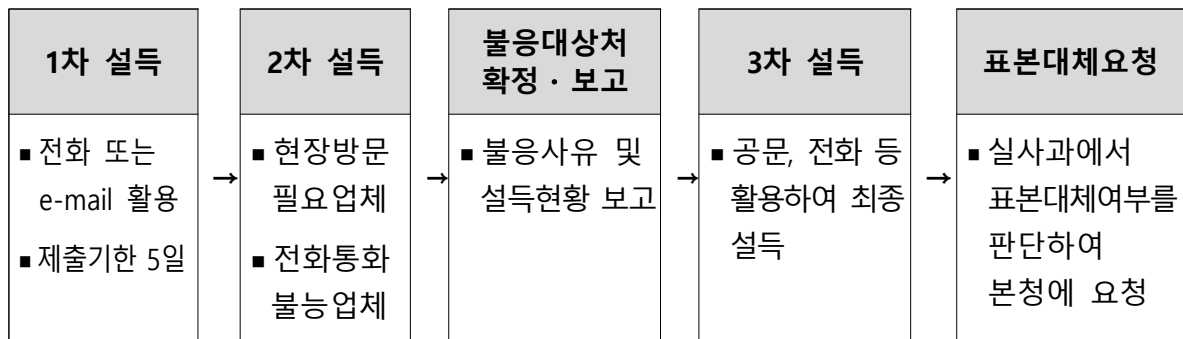 1차 설득
■ 전화 또는
e-mail 활용
■ 제출기한 5일
→
2차 설득
■ 현장방문
필요업체
■ 전화통화
불능업체
→
불응대상처
확정 · 보고
■ 불응사유 및
설득현황 보고
→
3차 설득
■ 공문, 전화 등
활용하여 최종
설득
→
표본대체요청
■ 실사과에서
표본대체여부를
판단하여
본청에 요청